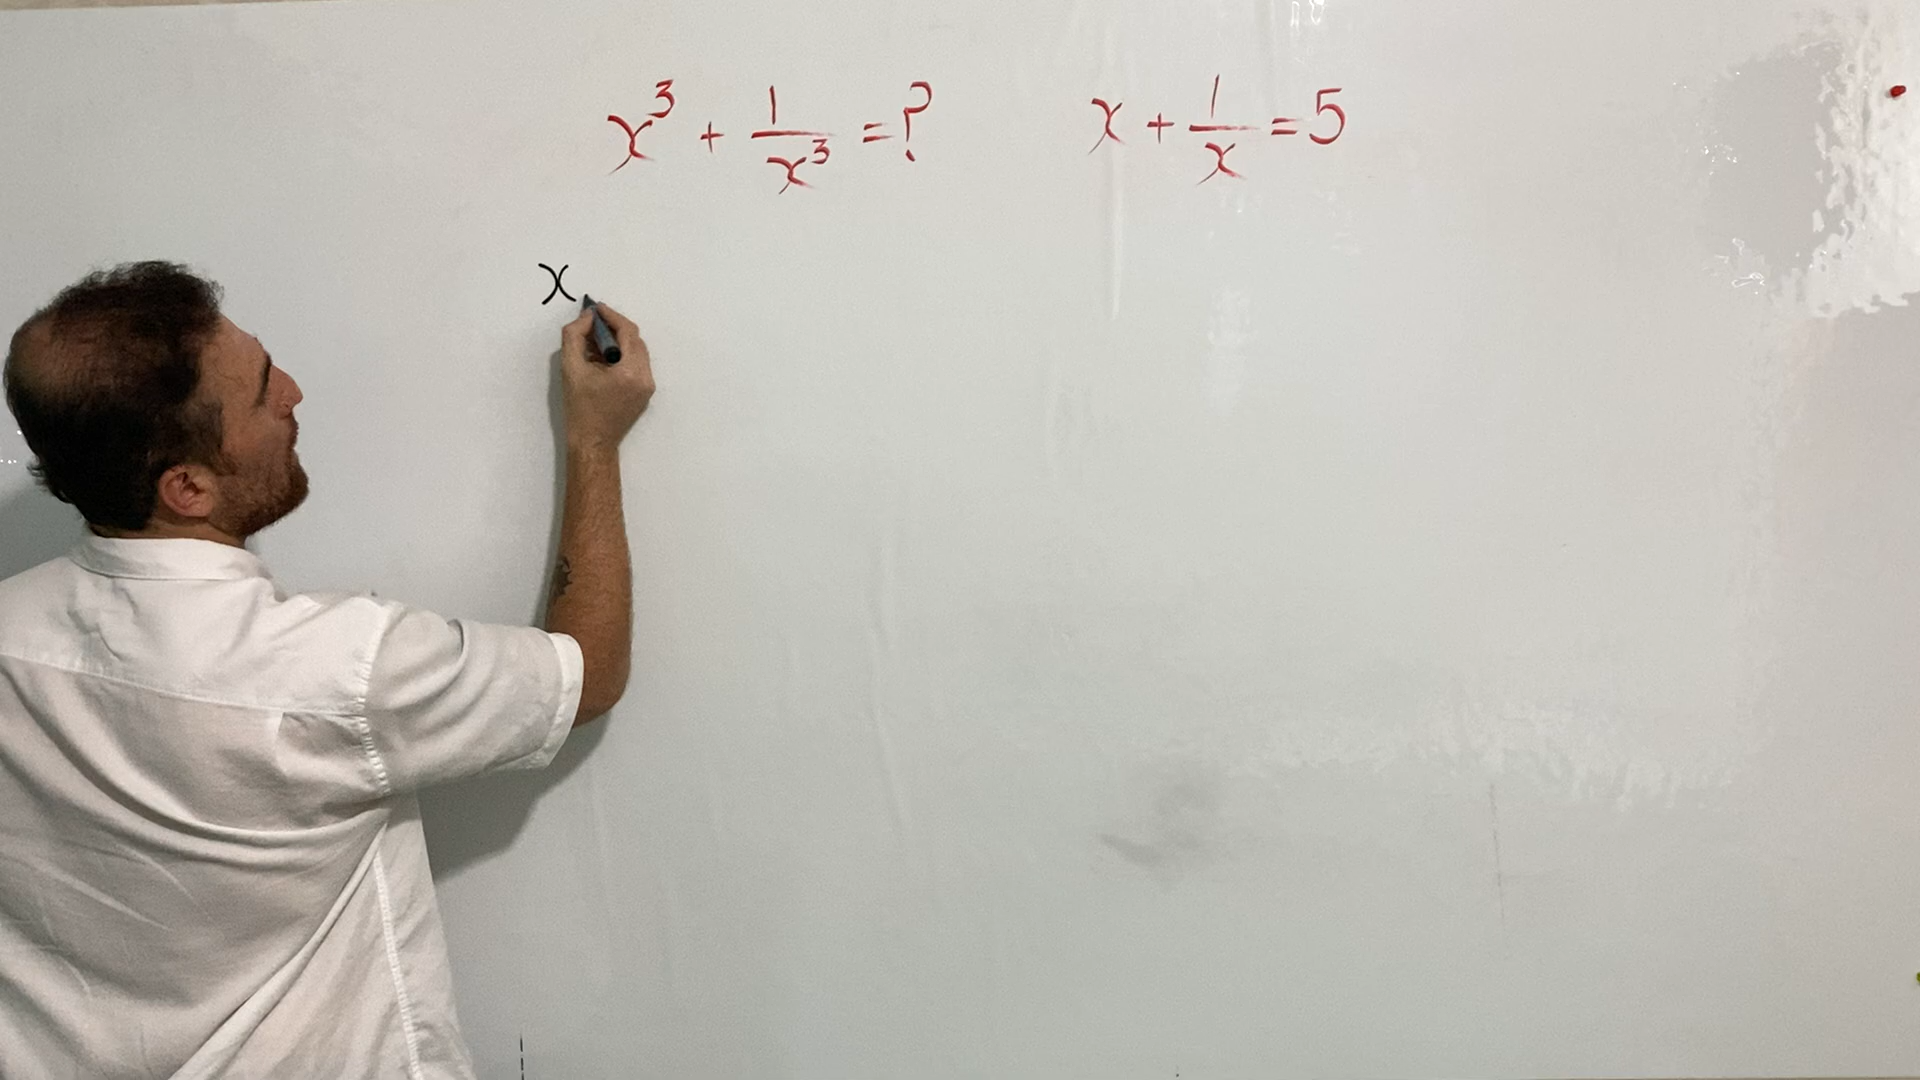 x³ + 1/x³ = ? x + 1/x = 5
x